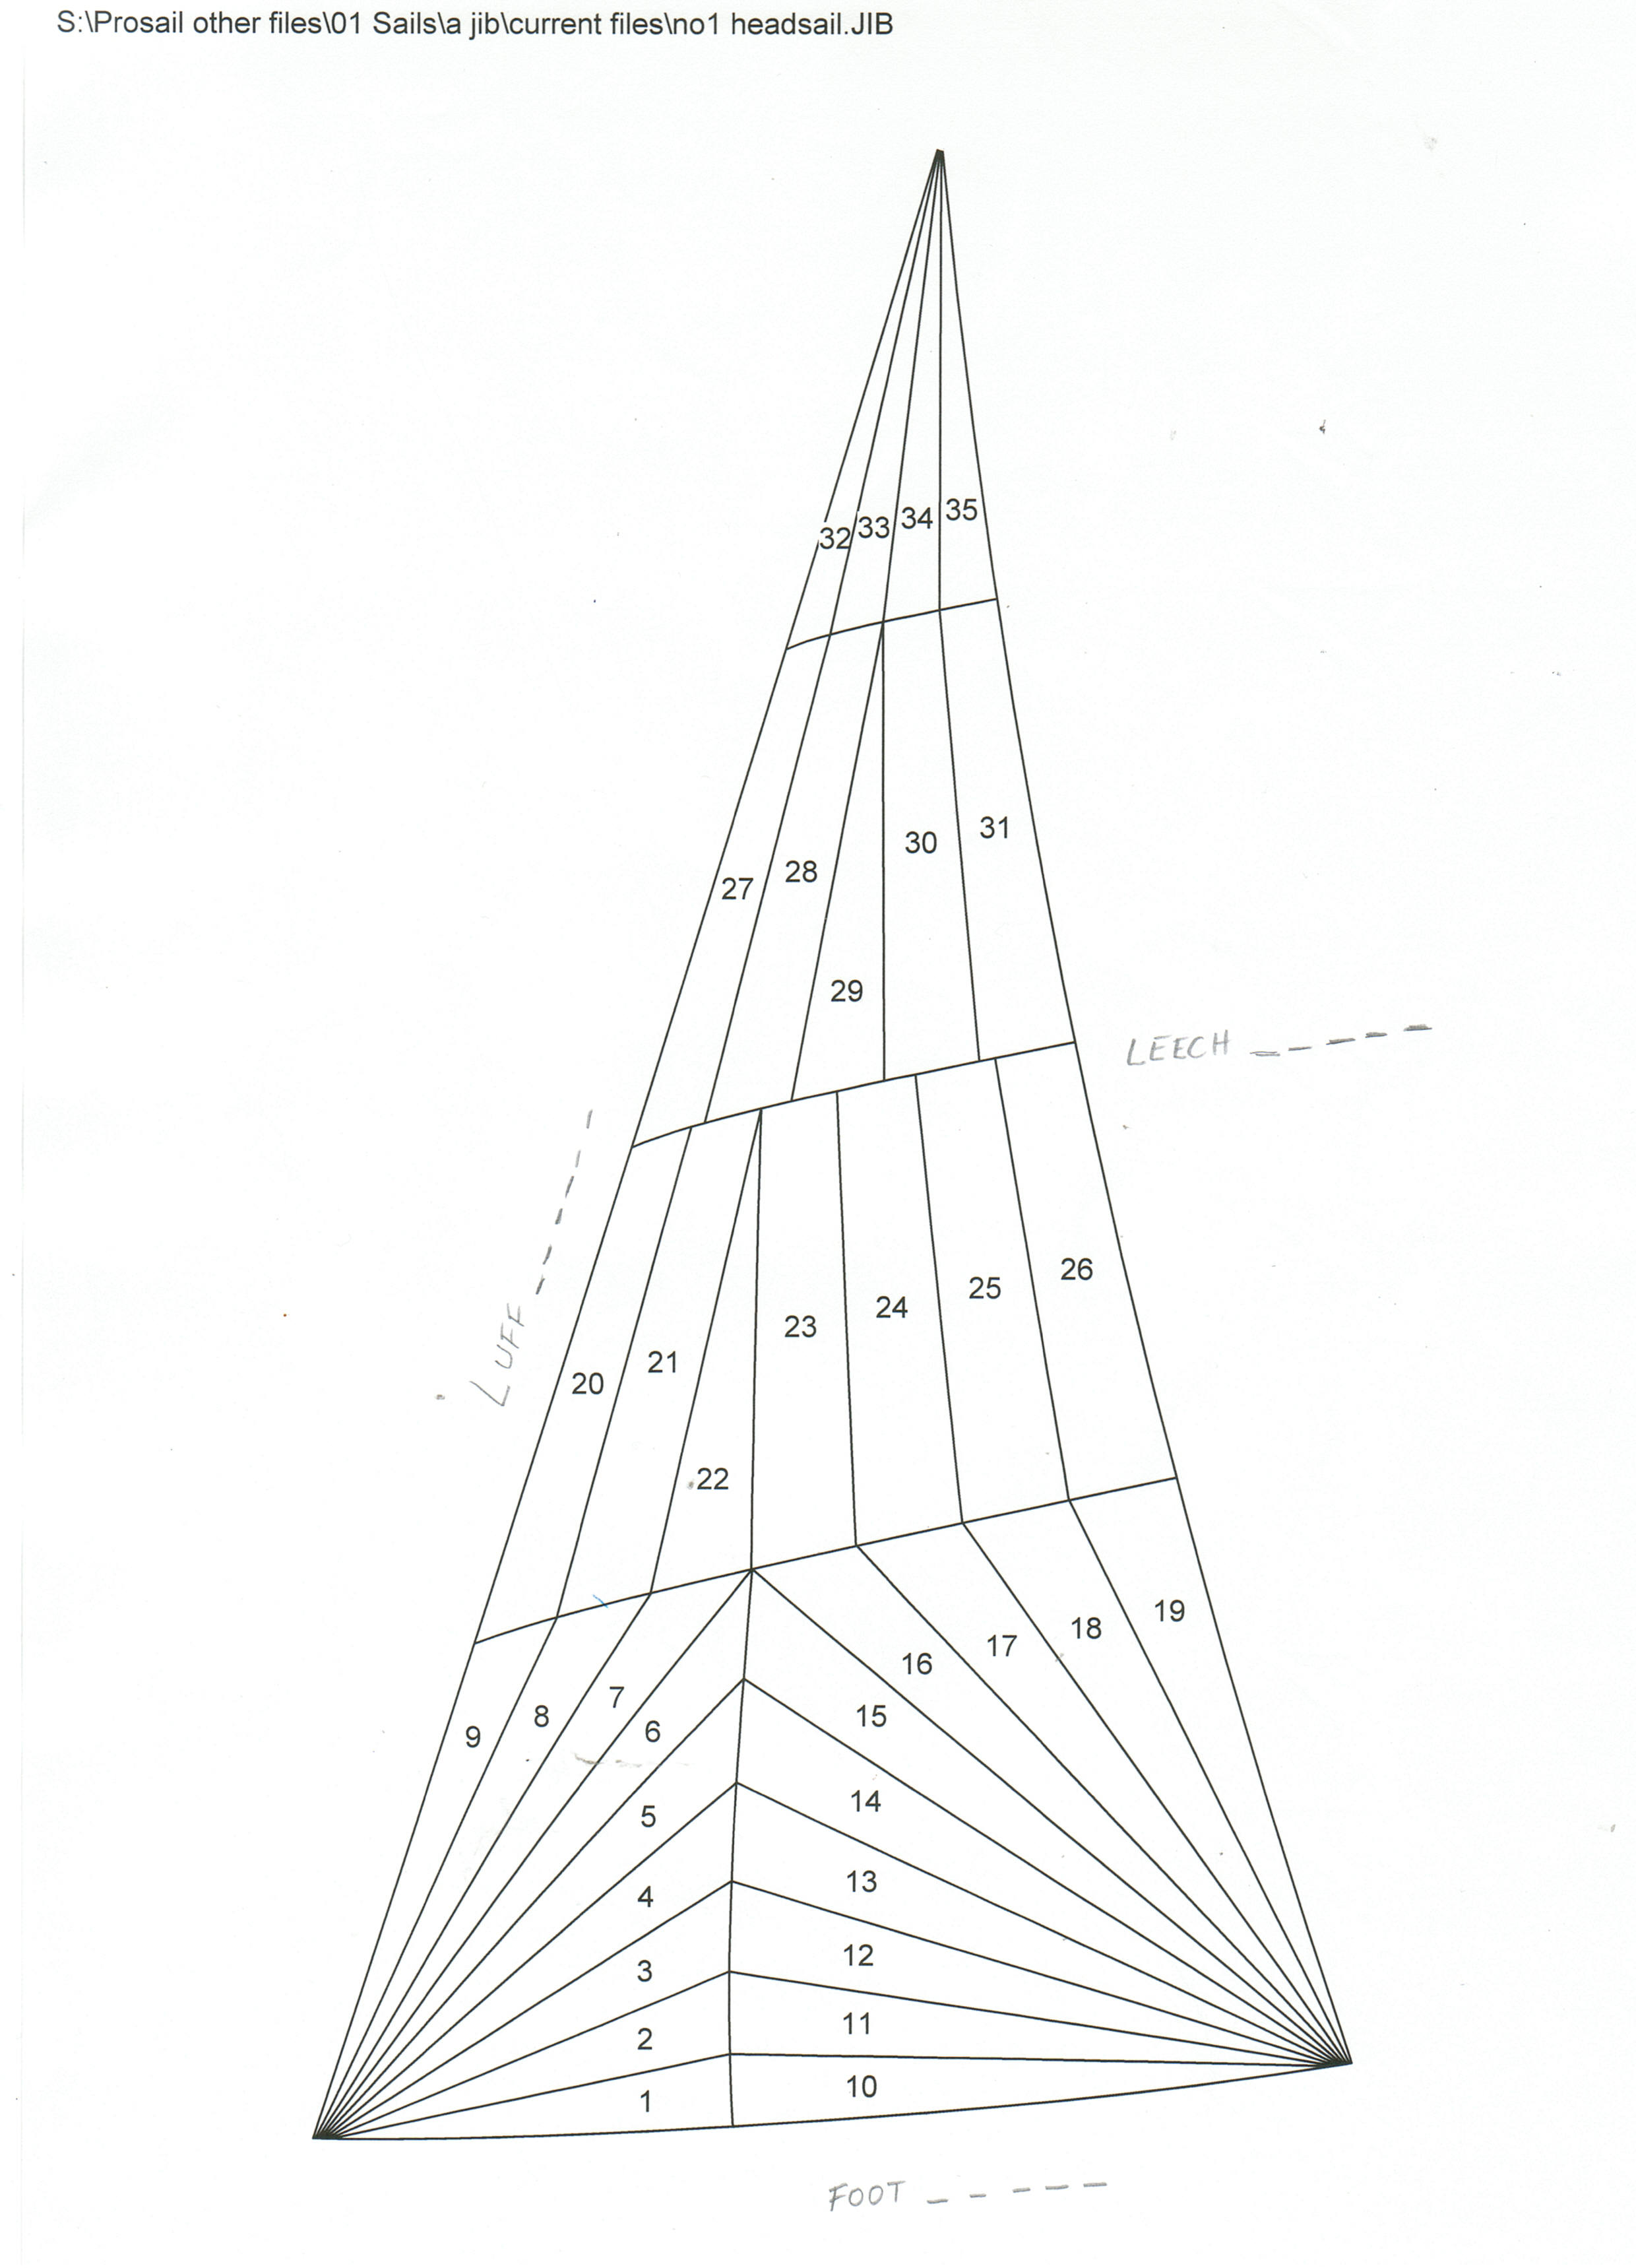 S:\Prosail other files\01 Sails\a jib\current files\no1 headsail.JIB
32 33 34 35
27 28 29 30 31
LEECH
LUFF
20 21 22 23 24 25 26
9 8 7 6 5 4 3 2 1
19 18 17 16 15 14 13 12 11 10
FOOT